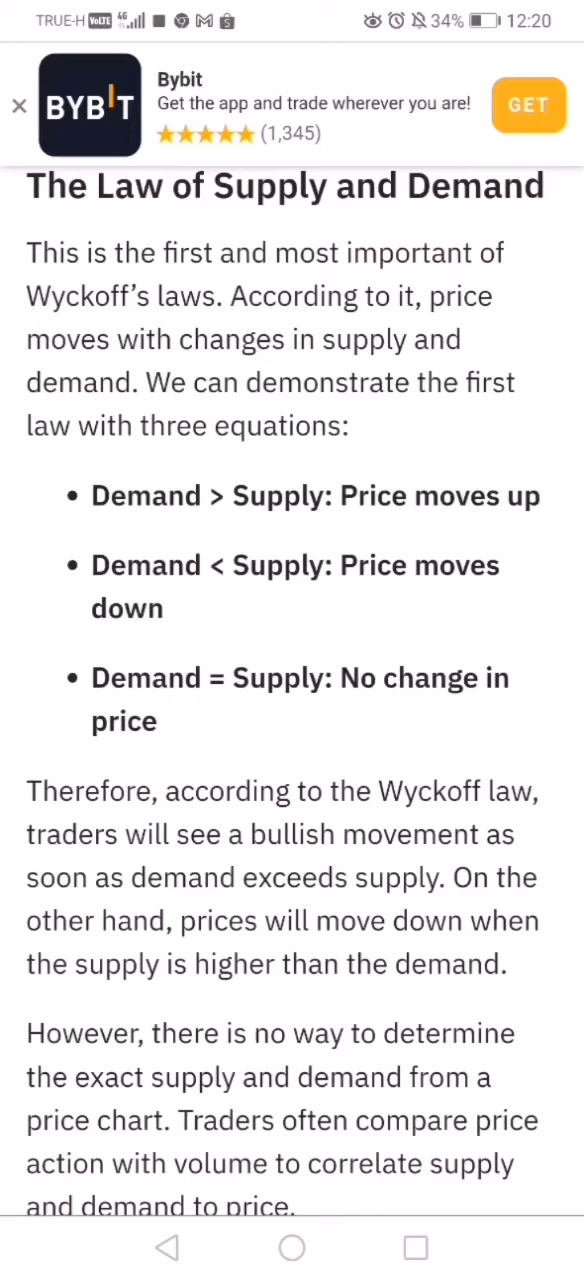 TRUE-H VoLTE 4G 34% 12:20
BYBIT
Bybit
Get the app and trade wherever you are!
(1,345)
GET
The Law of Supply and Demand
This is the first and most important of
Wyckoff’s laws. According to it, price
moves with changes in supply and
demand. We can demonstrate the first
law with three equations:
• Demand > Supply: Price moves up
• Demand < Supply: Price moves
down
• Demand = Supply: No change in
price
Therefore, according to the Wyckoff law,
traders will see a bullish movement as
soon as demand exceeds supply. On the
other hand, prices will move down when
the supply is higher than the demand.
However, there is no way to determine
the exact supply and demand from a
price chart. Traders often compare price
action with volume to correlate supply
and demand to price.